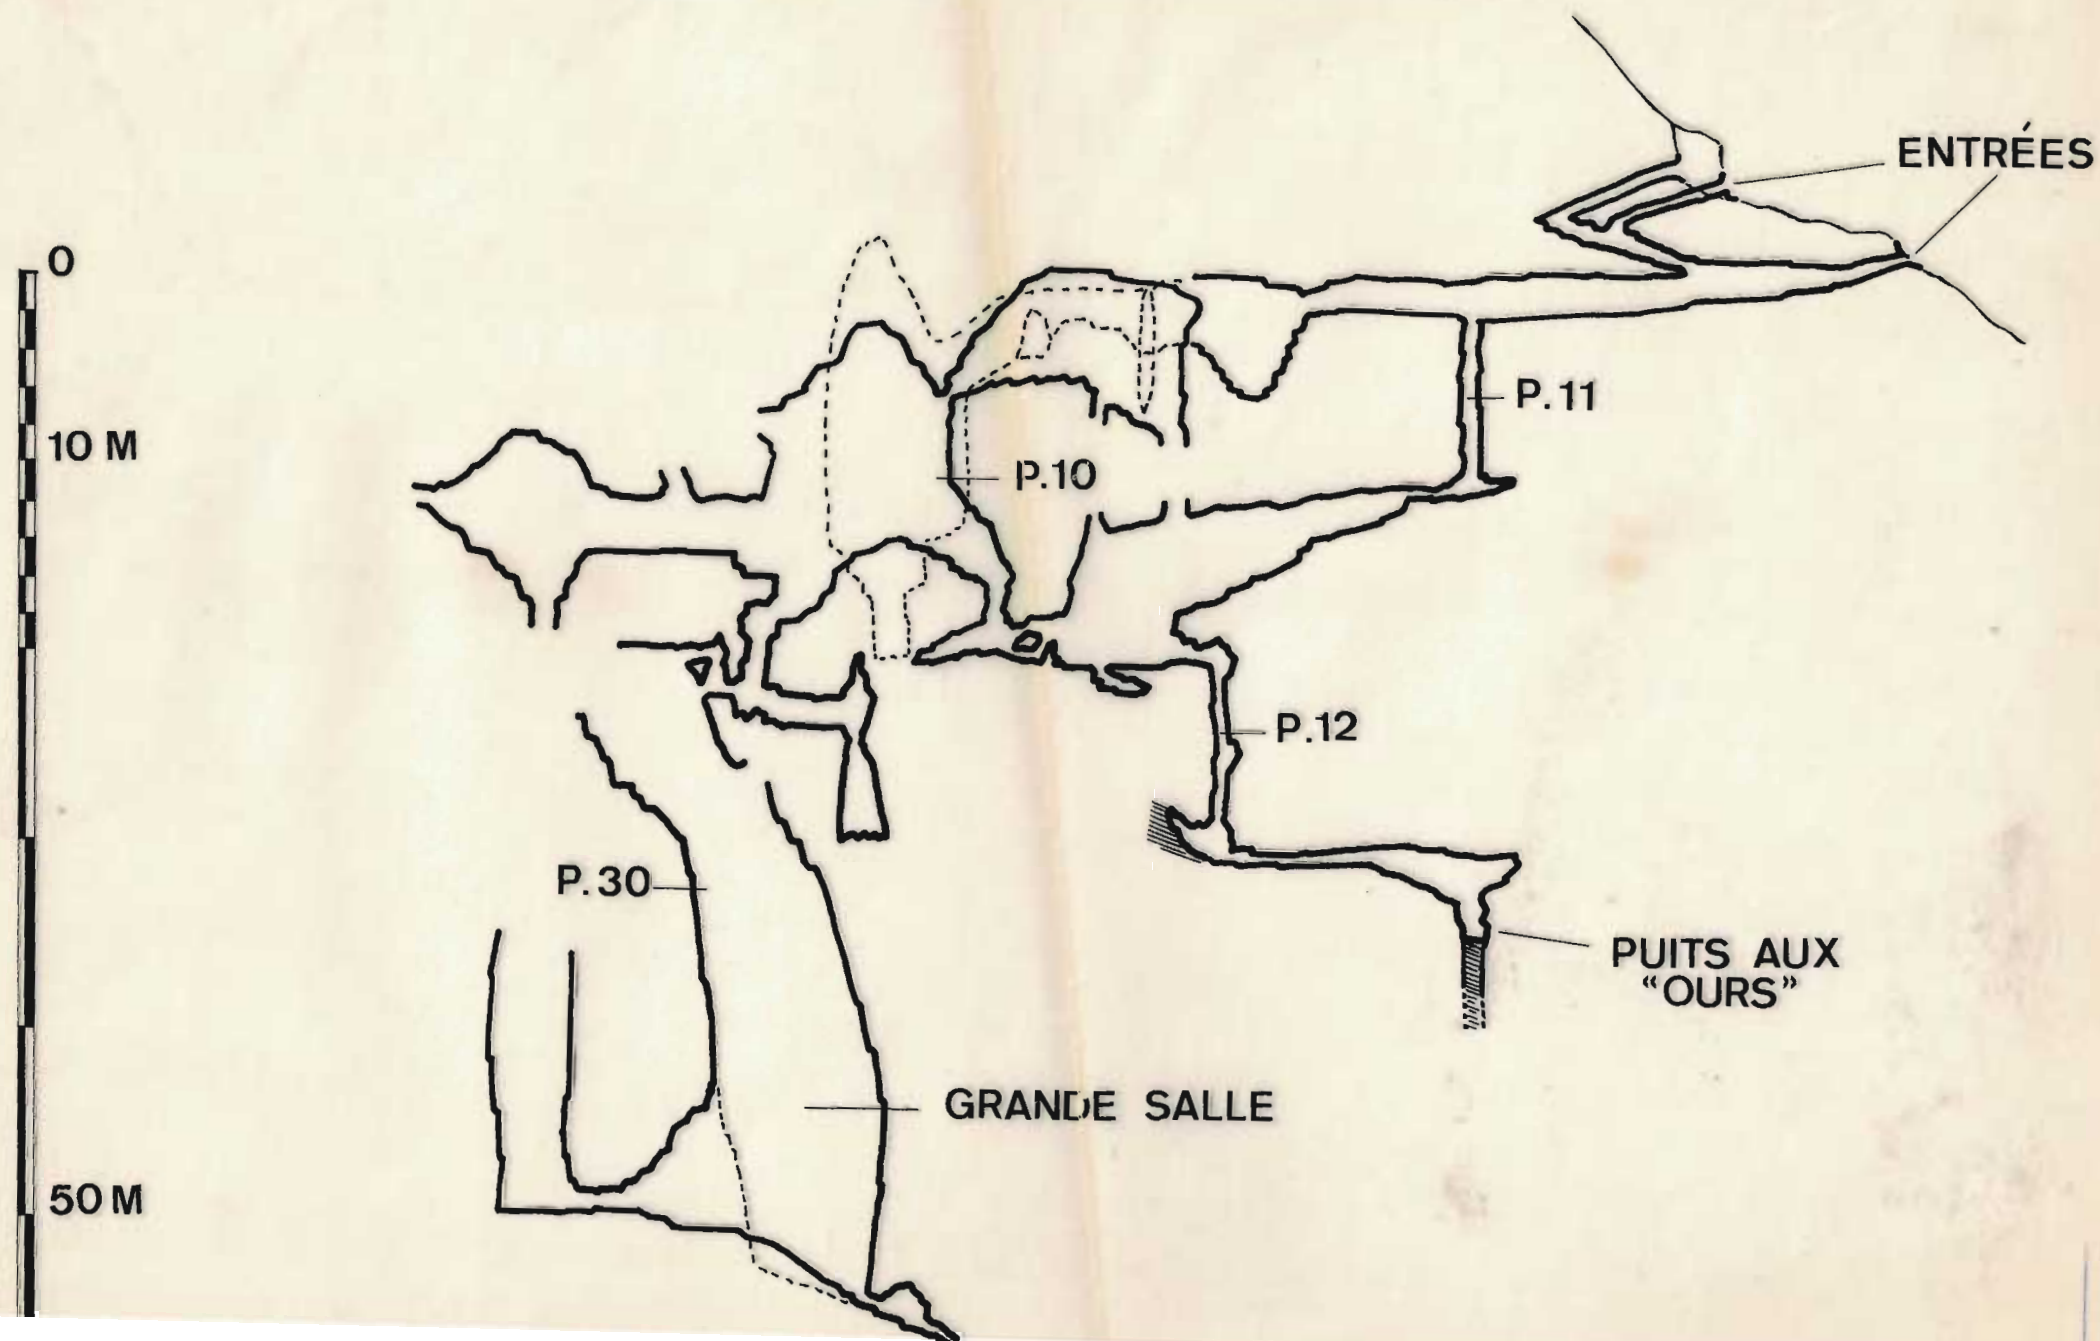 ENTRÉES
0
P.11
10 M
P.10
P.12
P.30
PUITS AUX
“OURS”
GRANDE SALLE
50 M